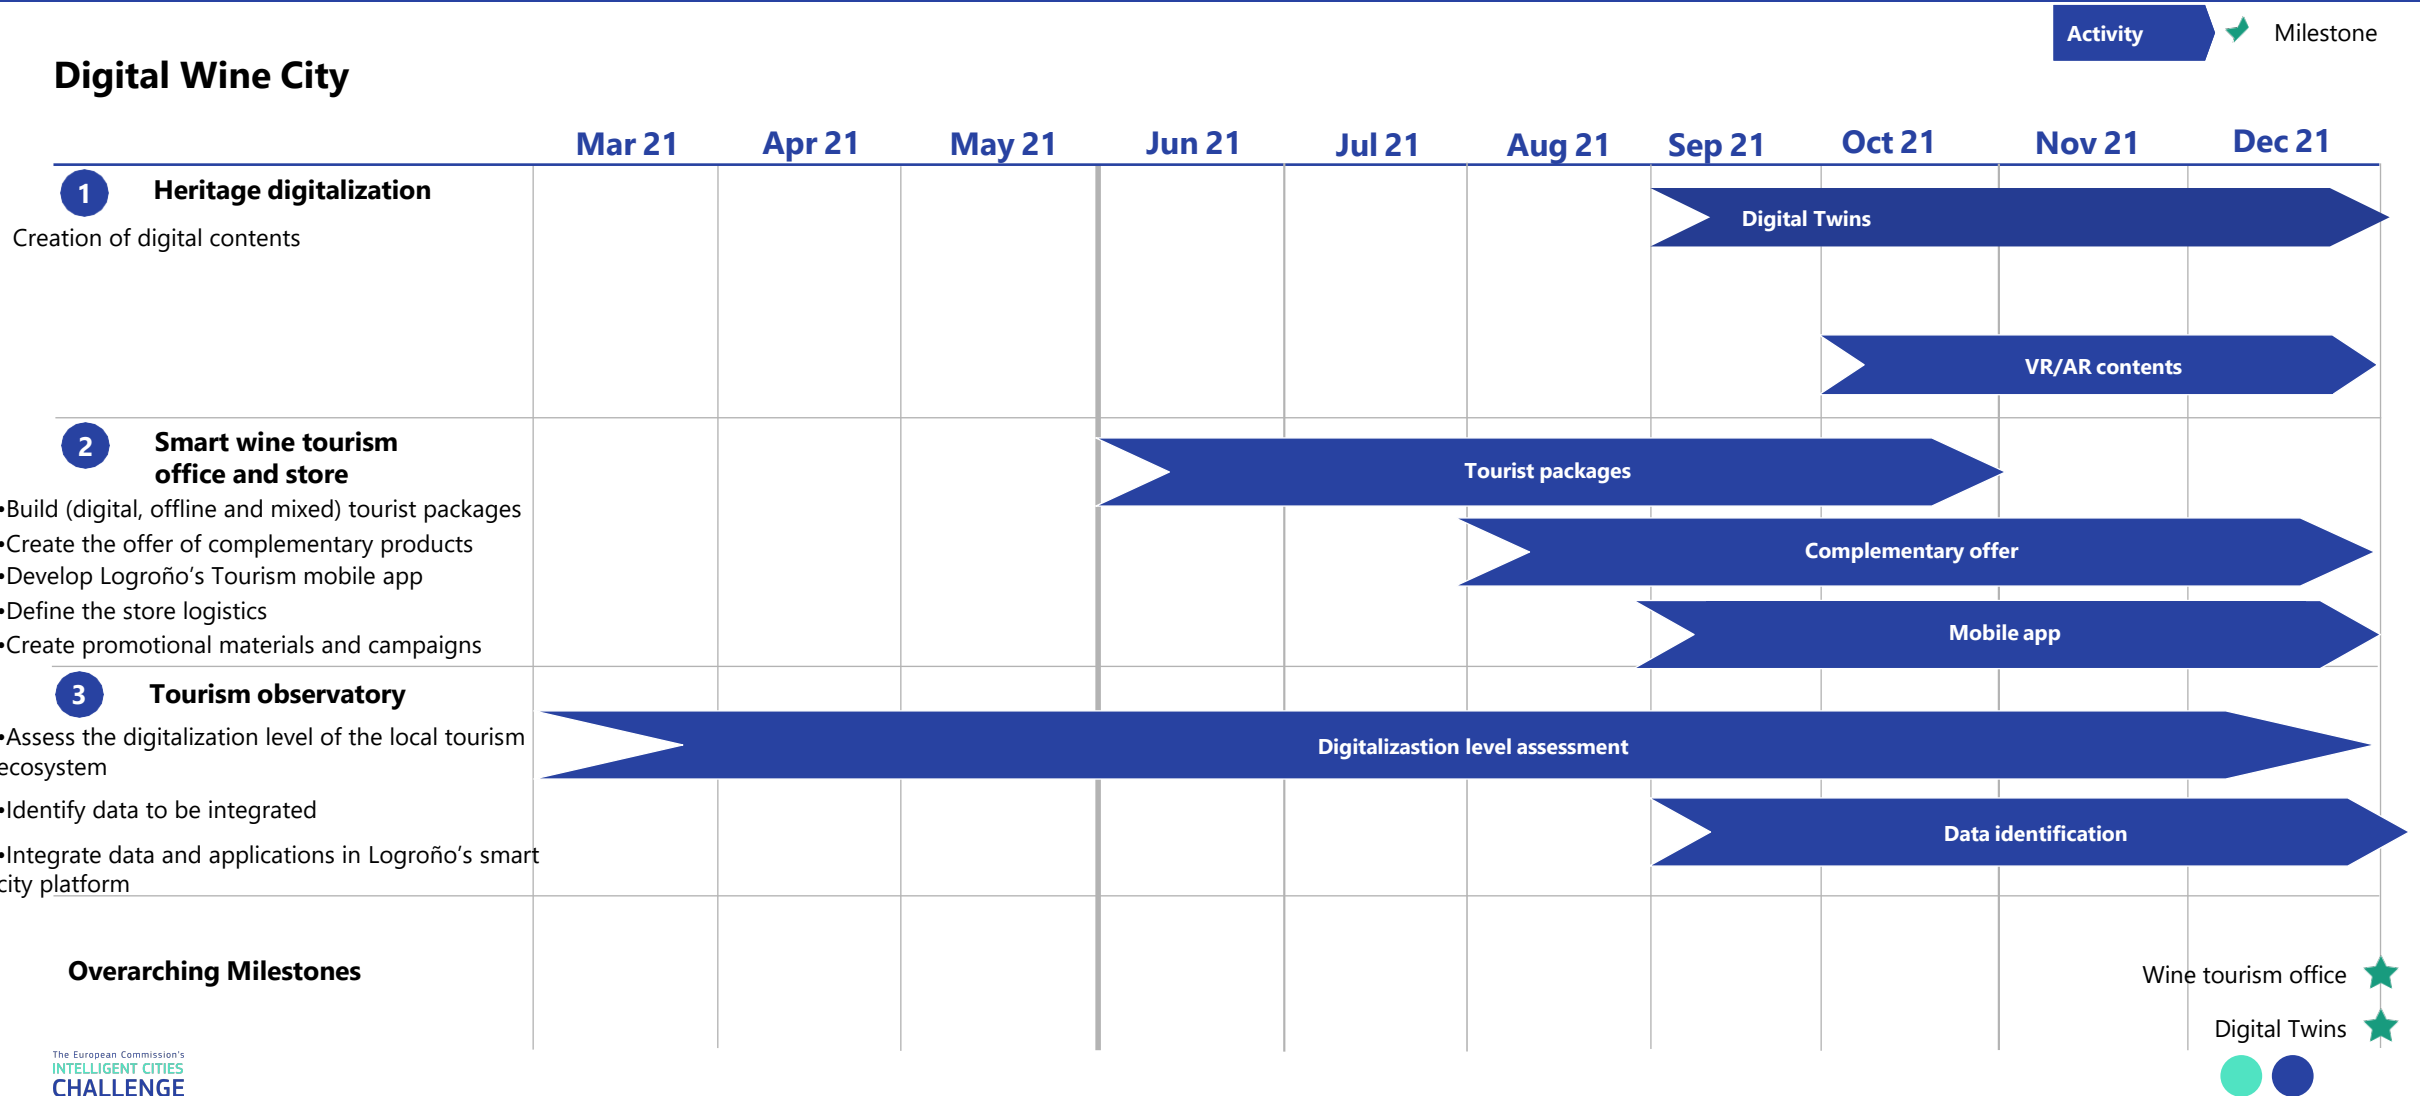 Activity
Milestone
Digital Wine City
Mar 21
Apr 21
May 21
Jun 21
Jul 21
Aug 21
Sep 21
Oct 21
Nov 21
Dec 21
1
Heritage digitalization
Creation of digital contents
Digital Twins
VR/AR contents
2
Smart wine tourism
office and store
•Build (digital, offline and mixed) tourist packages
•Create the offer of complementary products
•Develop Logroño’s Tourism mobile app
•Define the store logistics
•Create promotional materials and campaigns
Tourist packages
Complementary offer
Mobile app
3
Tourism observatory
•Assess the digitalization level of the local tourism
ecosystem
•Identify data to be integrated
•Integrate data and applications in Logroño’s smart
city platform
Digitalizastion level assessment
Data identification
Overarching Milestones
Wine tourism office
Digital Twins
The European Commission's
INTELLIGENT CITIES
CHALLENGE